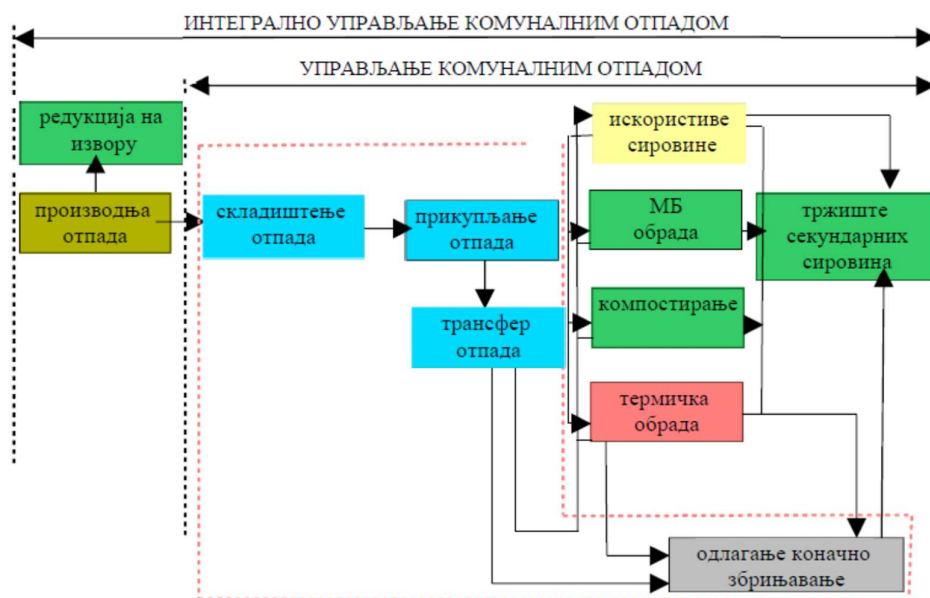 ИНТЕГРАЛНО УПРАВЉАЊЕ КОМУНАЛНИМ ОТПАДОМ
УПРАВЉАЊЕ КОМУНАЛНИМ ОТПАДОМ
редукција на
извору
производња
отпада
складиштење
отпада
прикупљање
отпада
трансфер
отпада
искористиве
сировине
МБ
обрада
компостирање
термичка
обрада
тржиште
секундарних
сировина
одлагање коначно
збрињавање